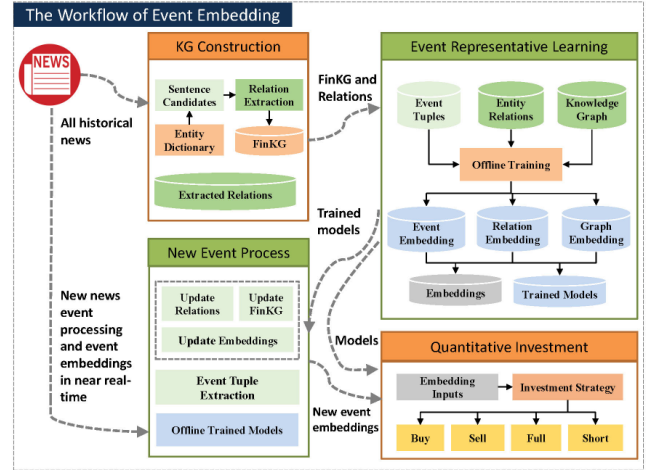 The Workflow of Event Embedding
NEWS
All historical
news
KG Construction
Sentence
Candidates
Relation
Extraction
Entity
Dictionary
FinKG
Extracted Relations
FinKG and
Relations
Event Representative Learning
Event
Tuples
Entity
Relations
Knowledge
Graph
Offline Training
Event
Embedding
Relation
Embedding
Graph
Embedding
Embeddings
Trained Models
Trained
models
New Event Process
Update
Relations
Update
FinKG
Update Embeddings
Event Tuple
Extraction
Offline Trained Models
New news
event
processing
and event
embeddings
in near real-
time
Models
New event
embeddings
Quantitative Investment
Embedding
Inputs
Investment Strategy
Buy
Sell
Full
Short